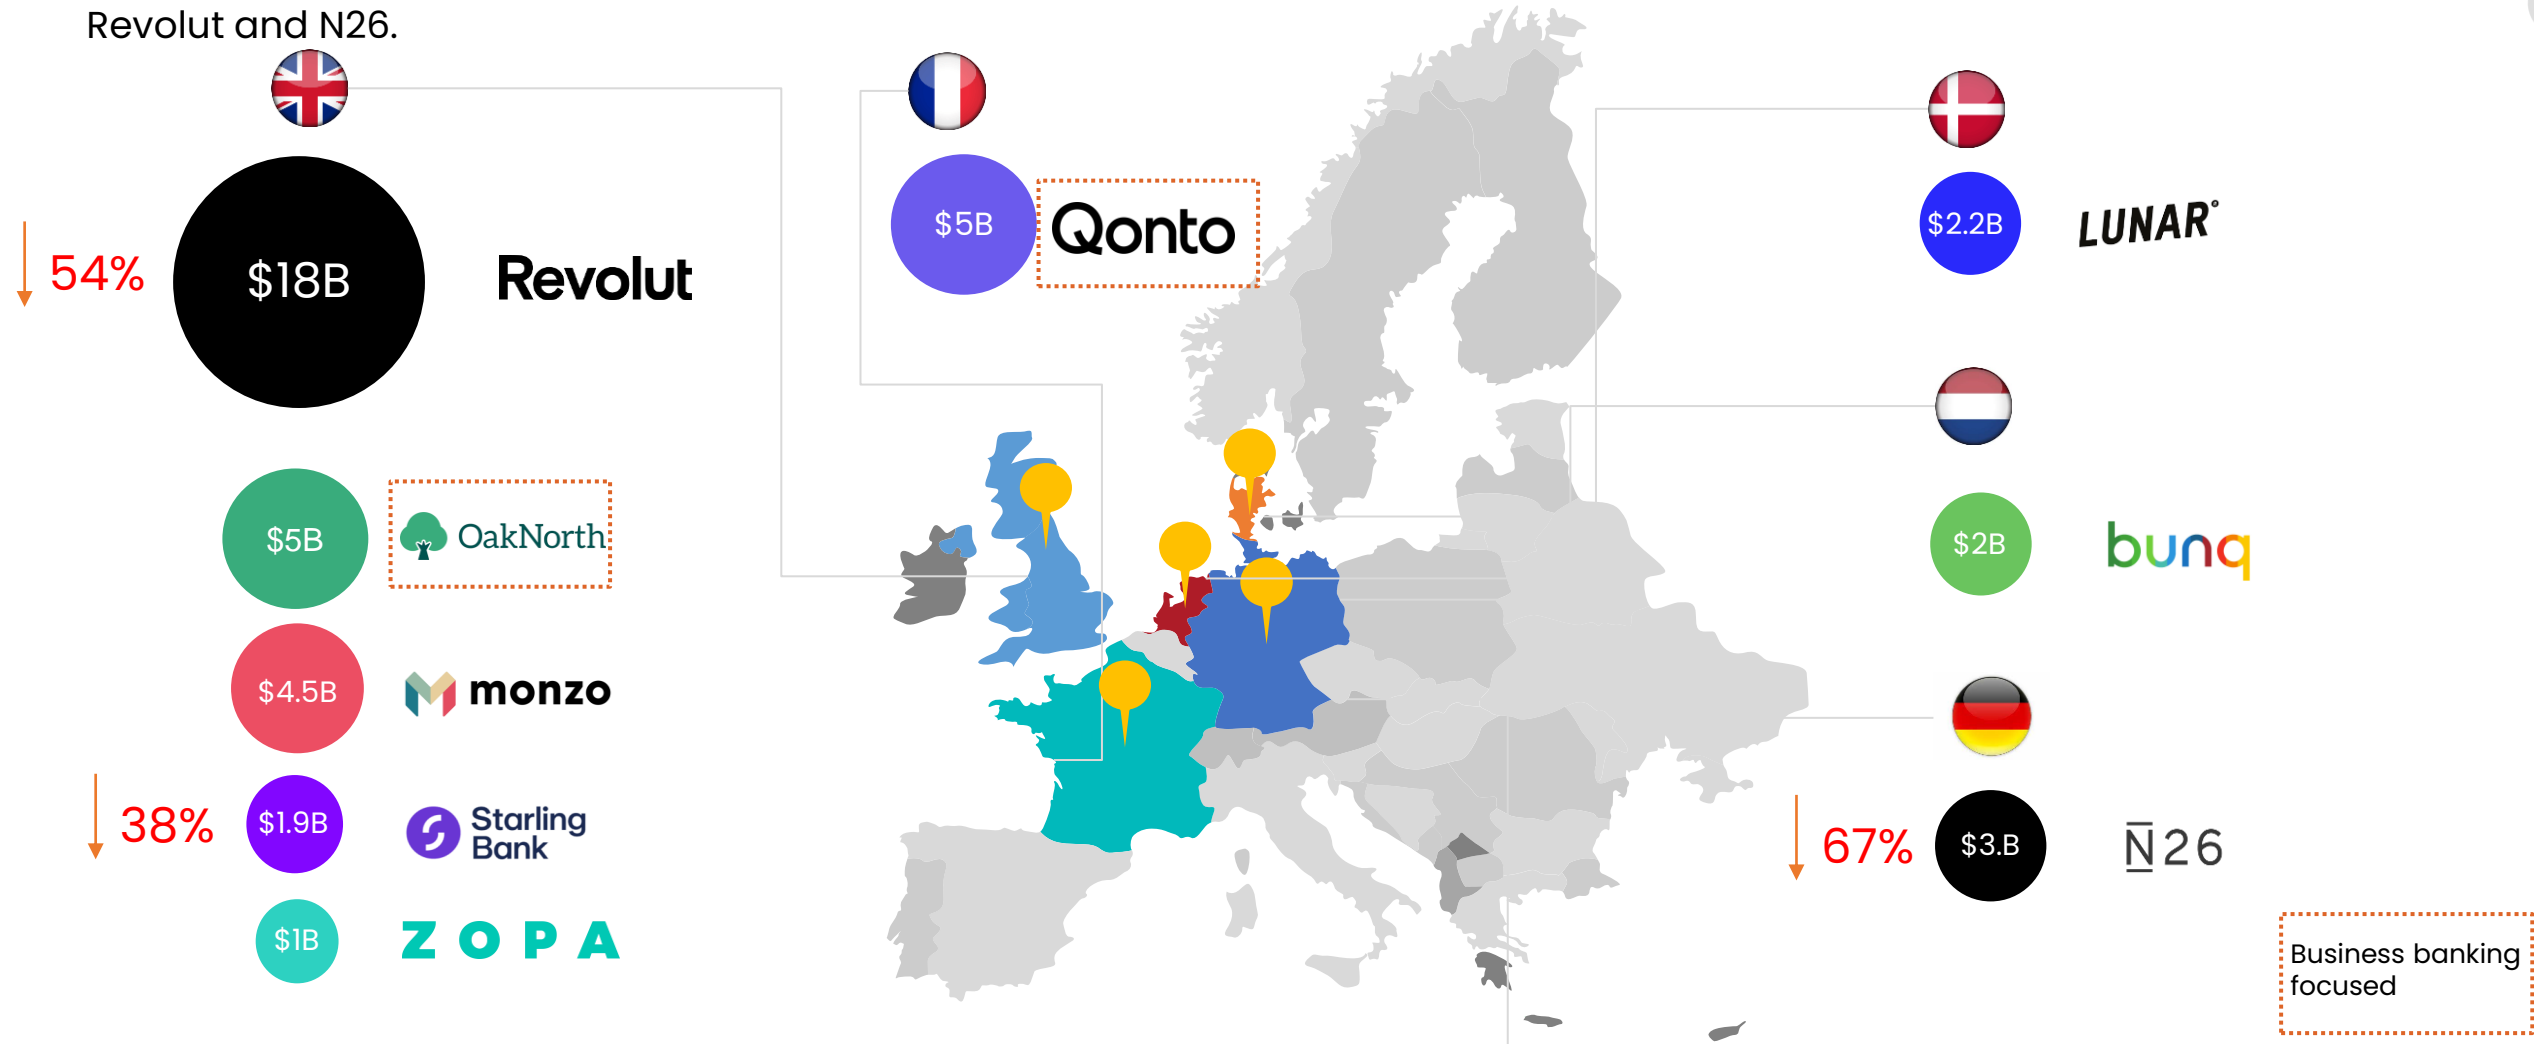 Revolut and N26.
54%
$18B
Revolut
$5B
OakNorth
$4.5B
monzo
38%
$1.9B
Starling
Bank
$1B
ZOPA
$5B
Qonto
$2.2B
LUNAR®
$2B
bunq
67%
$3.B
N26
Business banking
focused